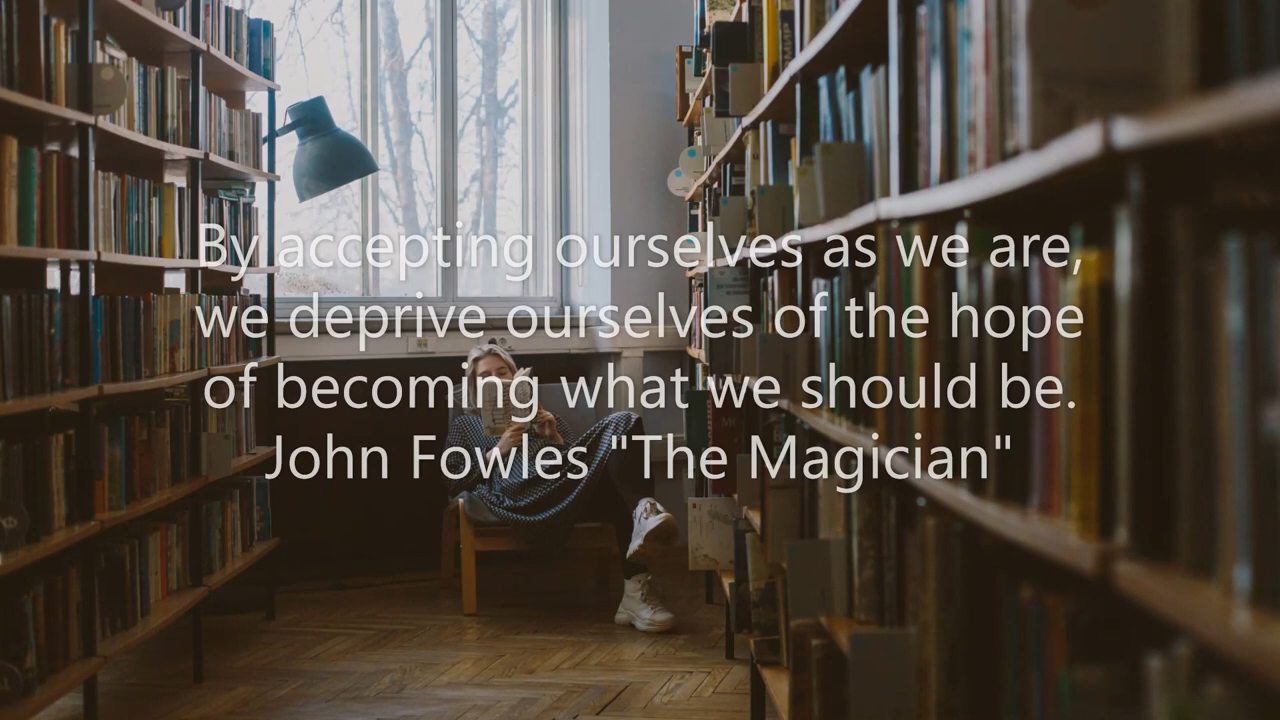 By accepting ourselves as we are,
we deprive ourselves of the hope
of becoming what we should be.
John Fowles "The Magician"